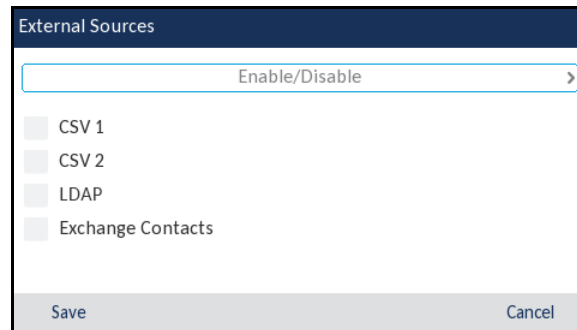 External Sources
Enable/Disable
CSV 1
CSV 2
LDAP
Exchange Contacts
Save Cancel